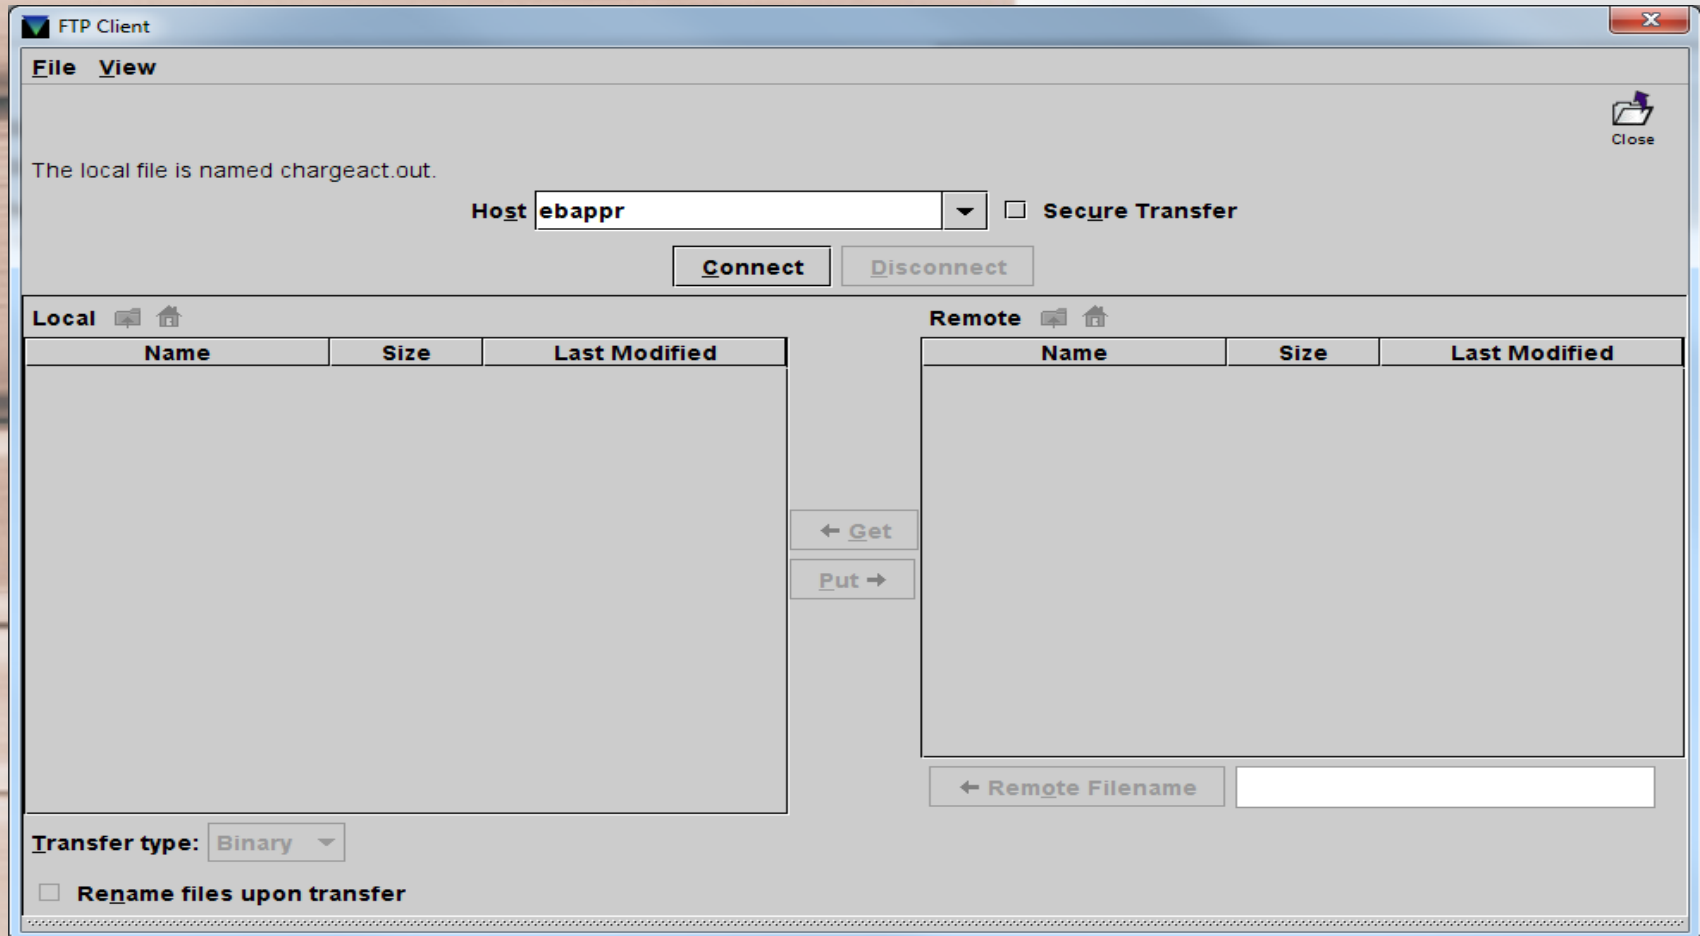 FTP Client
File View
Close
The local file is named chargeact.out.
Host ebappr Secure Transfer
Connect Disconnect
Local Remote
Name Size Last Modified Name Size Last Modified
← Get
Put →
← Remote Filename
Transfer type: Binary
Rename files upon transfer